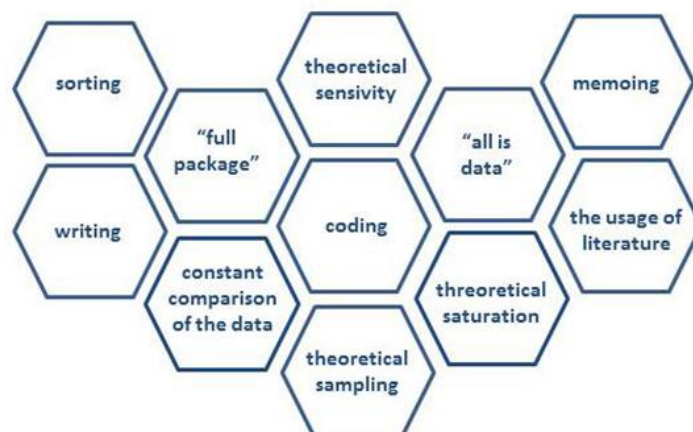 sorting
theoretical
sensivity
memoing
“full
package”
“all is
data”
writing
coding
the usage of
literature
constant
comparison
of the data
threoretical
saturation
theoretical
sampling